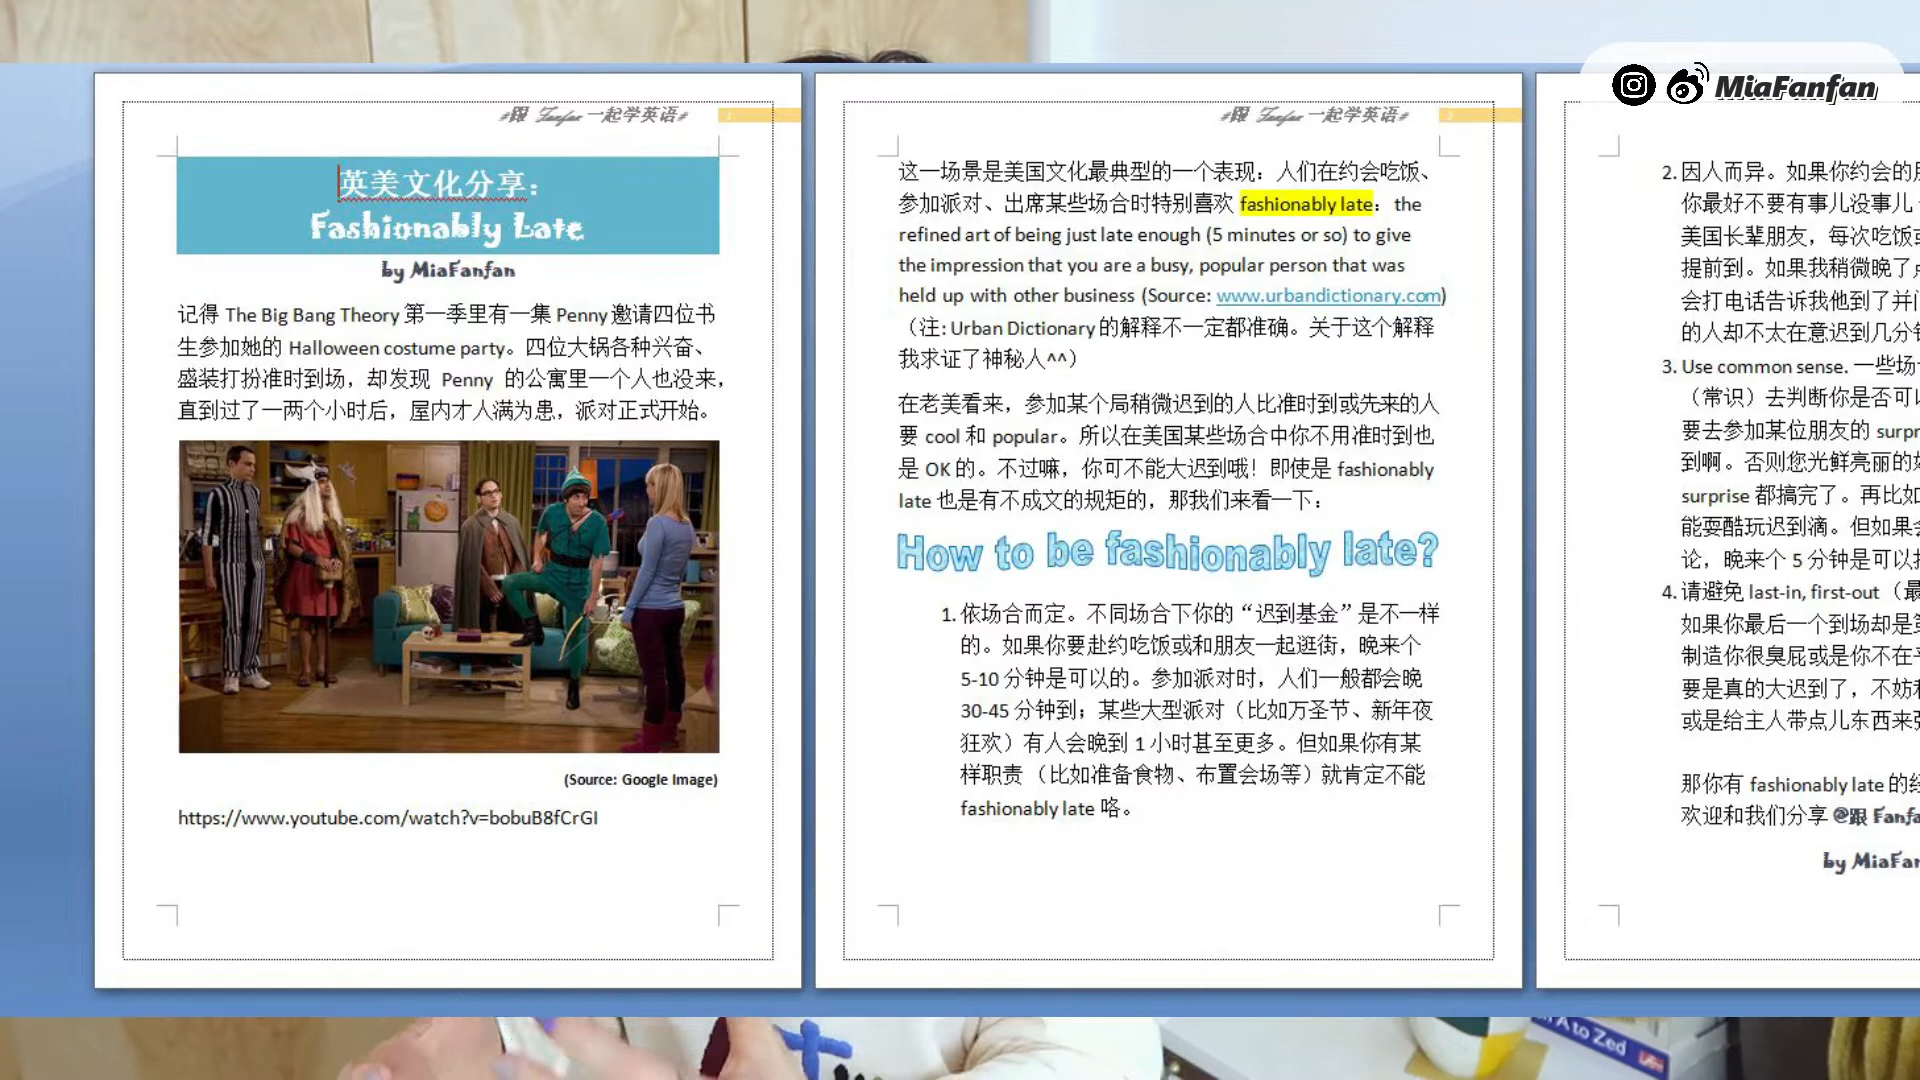 MiaFanfan
#跟 Fanfan 一起学英语#
1
英美文化分享：
Fashionably Late
by MiaFanfan
记得 The Big Bang Theory 第一季里有一集 Penny 邀请四位书
生参加她的 Halloween costume party。四位大锅各种兴奋、
盛装打扮准时到场，却发现 Penny 的公寓里一个人也没来，
直到过了一两个小时后，屋内才人满为患，派对正式开始。
(Source: Google Image)
https://www.youtube.com/watch?v=bobuB8fCrGI
#跟 Fanfan 一起学英语#
2
这一场景是美国文化最典型的一个表现：人们在约会吃饭、
参加派对、出席某些场合时特别喜欢 fashionably late：the
refined art of being just late enough (5 minutes or so) to give
the impression that you are a busy, popular person that was
held up with other business (Source: www.urbandictionary.com)
（注: Urban Dictionary 的解释不一定都准确。关于这个解释
我求证了神秘人^^）
在老美看来，参加某个局稍微迟到的人比准时到或先来的人
要 cool 和 popular。所以在美国某些场合中你不用准时到也
是 OK 的。不过嘛，你可不能大迟到哦！即使是 fashionably
late 也是有不成文的规矩的，那我们来看一下：
How to be fashionably late?
1. 依场合而定。不同场合下你的“迟到基金”是不一样
的。如果你要赴约吃饭或和朋友一起逛街，晚来个
5-10 分钟是可以的。参加派对时，人们一般都会晚
30-45 分钟到；某些大型派对（比如万圣节、新年夜
狂欢）有人会晚到 1 小时甚至更多。但如果你有某
样职责 （比如准备食物、布置会场等）就肯定不能
fashionably late 咯。
2. 因人而异。如果你约会的
你最好不要有事儿没事儿
美国长辈朋友，每次吃饭或
提前到。如果我稍微晚了点
会打电话告诉我他到了并问
的人却不太在意迟到几分钟
3. Use common sense. 一些场
（常识）去判断你是否可以
要去参加某位朋友的 surpr
到啊。否则您光鲜亮丽的
surprise 都搞完了。再比如
能耍酷玩迟到滴。但如果
论，晚来个 5 分钟是可以
4. 请避免 last-in, first-out（最
如果你最后一个到场却是第
制造你很臭屁或是你不在乎
要是真的大迟到了，不妨
或是给主人带点儿东西来
那你有 fashionably late 的经
欢迎和我们分享 @跟 Fanfa
by MiaFan
A to Zed